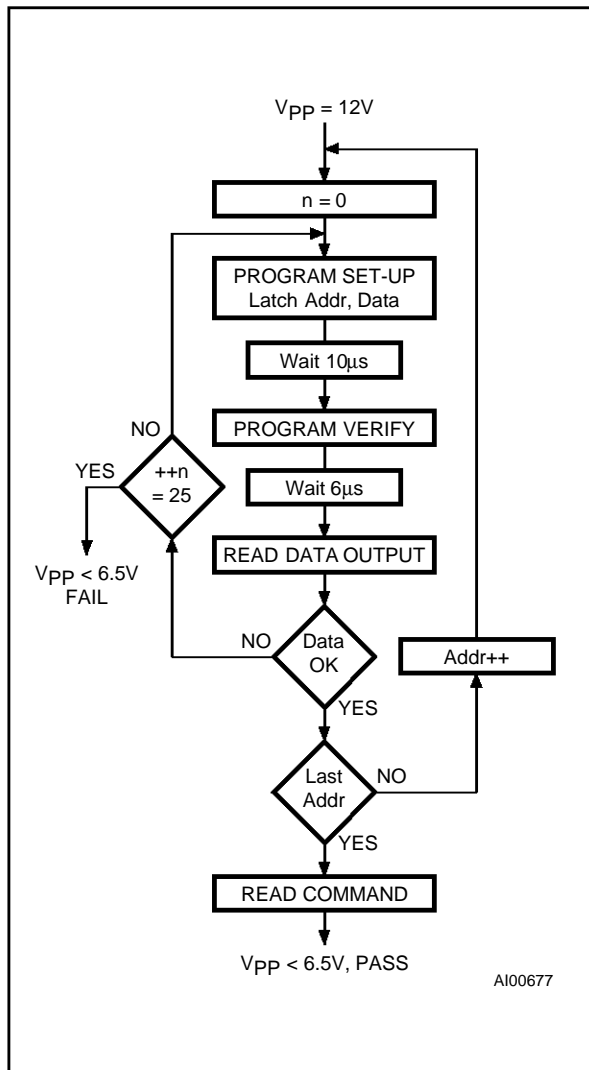 VPP = 12V
n = 0
PROGRAM SET-UP
Latch Addr, Data
Wait 10µs
NO
PROGRAM VERIFY
YES
++n
= 25
Wait 6µs
READ DATA OUTPUT
VPP < 6.5V
FAIL
NO
Data
OK
Addr++
YES
Last
Addr
NO
YES
READ COMMAND
VPP < 6.5V, PASS
AI00677